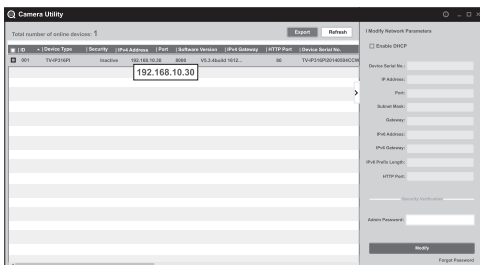 Camera Utility
Total number of online devices: 1
Export
Refresh
ID
Device Type
Security
IPv4 Address
Port
Software Version
IPv4 Gateway
HTTP Port
Device Serial No.
001
TV-IP316PI
Inactive
192.168.10.30
8000
V5.3.4build 1512...
80
TV-IP316PI20140504CCW
192.168.10.30
Modify Network Parameters
Enable DHCP
Device Serial No.:
IP Address:
Port:
Subnet Mask:
Gateway:
IPv6 Address:
IPv6 Gateway:
IPv6 Prefix Length:
HTTP Port:
Security Verification
Admin Password:
Modify
Forgot Password